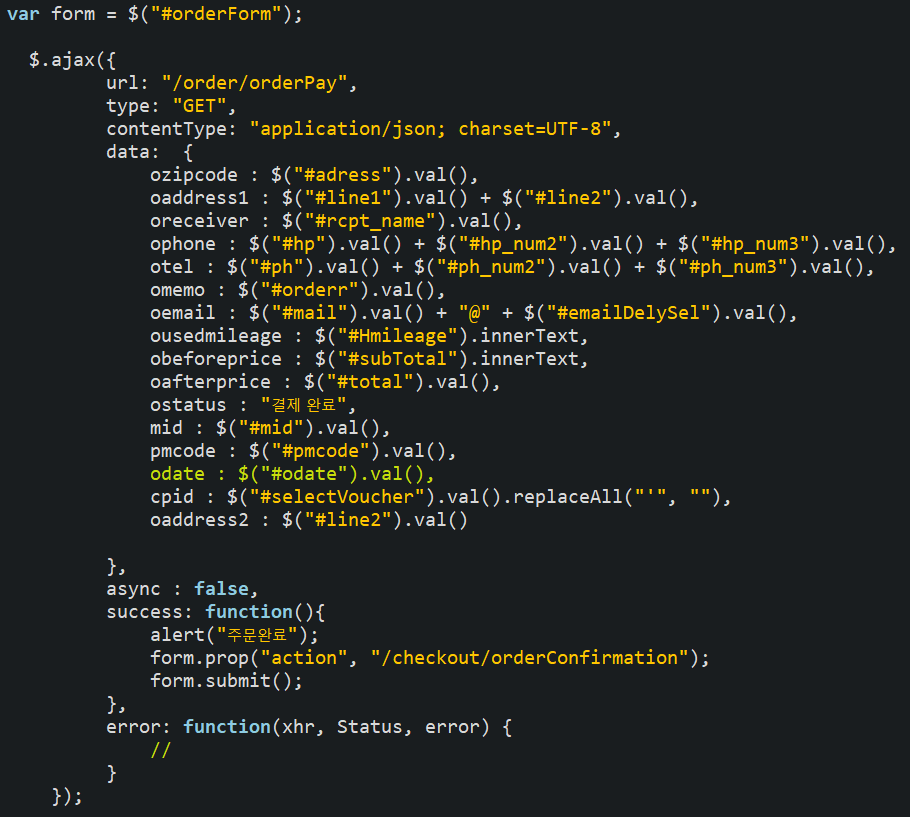 var form = $("#orderForm");
$.ajax({
url: "/order/orderPay",
type: "GET",
contentType: "application/json; charset=UTF-8",
data:  {
ozipcode : $("#adress").val(),
oaddress1 : $("#line1").val() + $("#line2").val(),
oreceiver : $("#rcpt_name").val(),
ophone : $("#hp").val() + $("#hp_num2").val() + $("#hp_num3").val(),
otel : $("#ph").val() + $("#ph_num2").val() + $("#ph_num3").val(),
omemo : $("#orderr").val(),
oemail : $("#mail").val() + "@" + $("#emailDelySel").val(),
ousedmileage : $("#Hmileage").innerText,
obeforeprice : $("#subTotal").innerText,
oafterprice : $("#total").val(),
ostatus : "결제 완료",
mid : $("#mid").val(),
pmcode : $("#pmcode").val(),
odate : $("#odate").val(),
cpid : $("#selectVoucher").val().replaceAll("'", ""),
oaddress2 : $("#line2").val()
},
async : false,
success: function(){
alert("주문완료");
form.prop("action", "/checkout/orderConfirmation");
form.submit();
},
error: function(xhr, Status, error) {
//
}
});